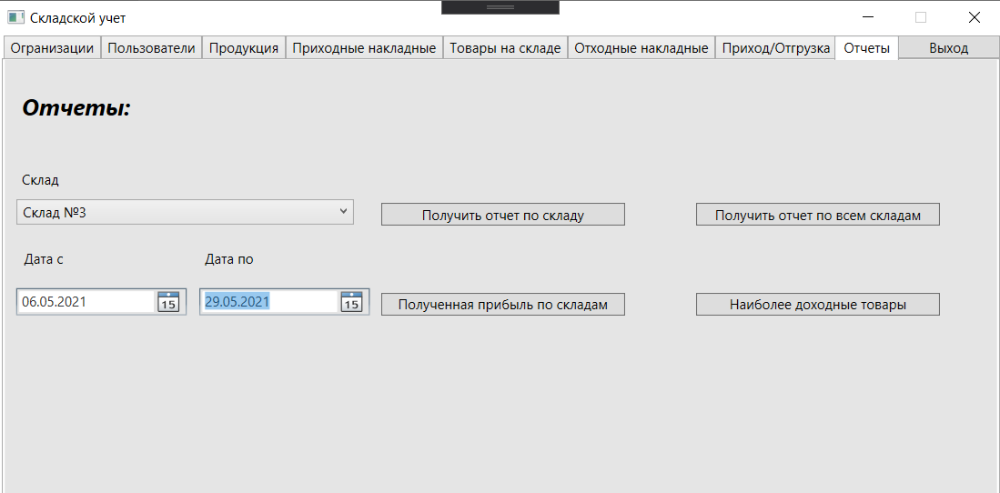 Складской учет
Огранизации Пользователи Продукция Приходные накладные Товары на складе Отходные накладные Приход/Отгрузка Отчеты Выход
Отчеты:
Склад
Склад №3 Получить отчет по складу Получить отчет по всем складам
Дата с Дата по
06.05.2021 15 29.05.2021 15 Полученная прибыль по складам Наиболее доходные товары